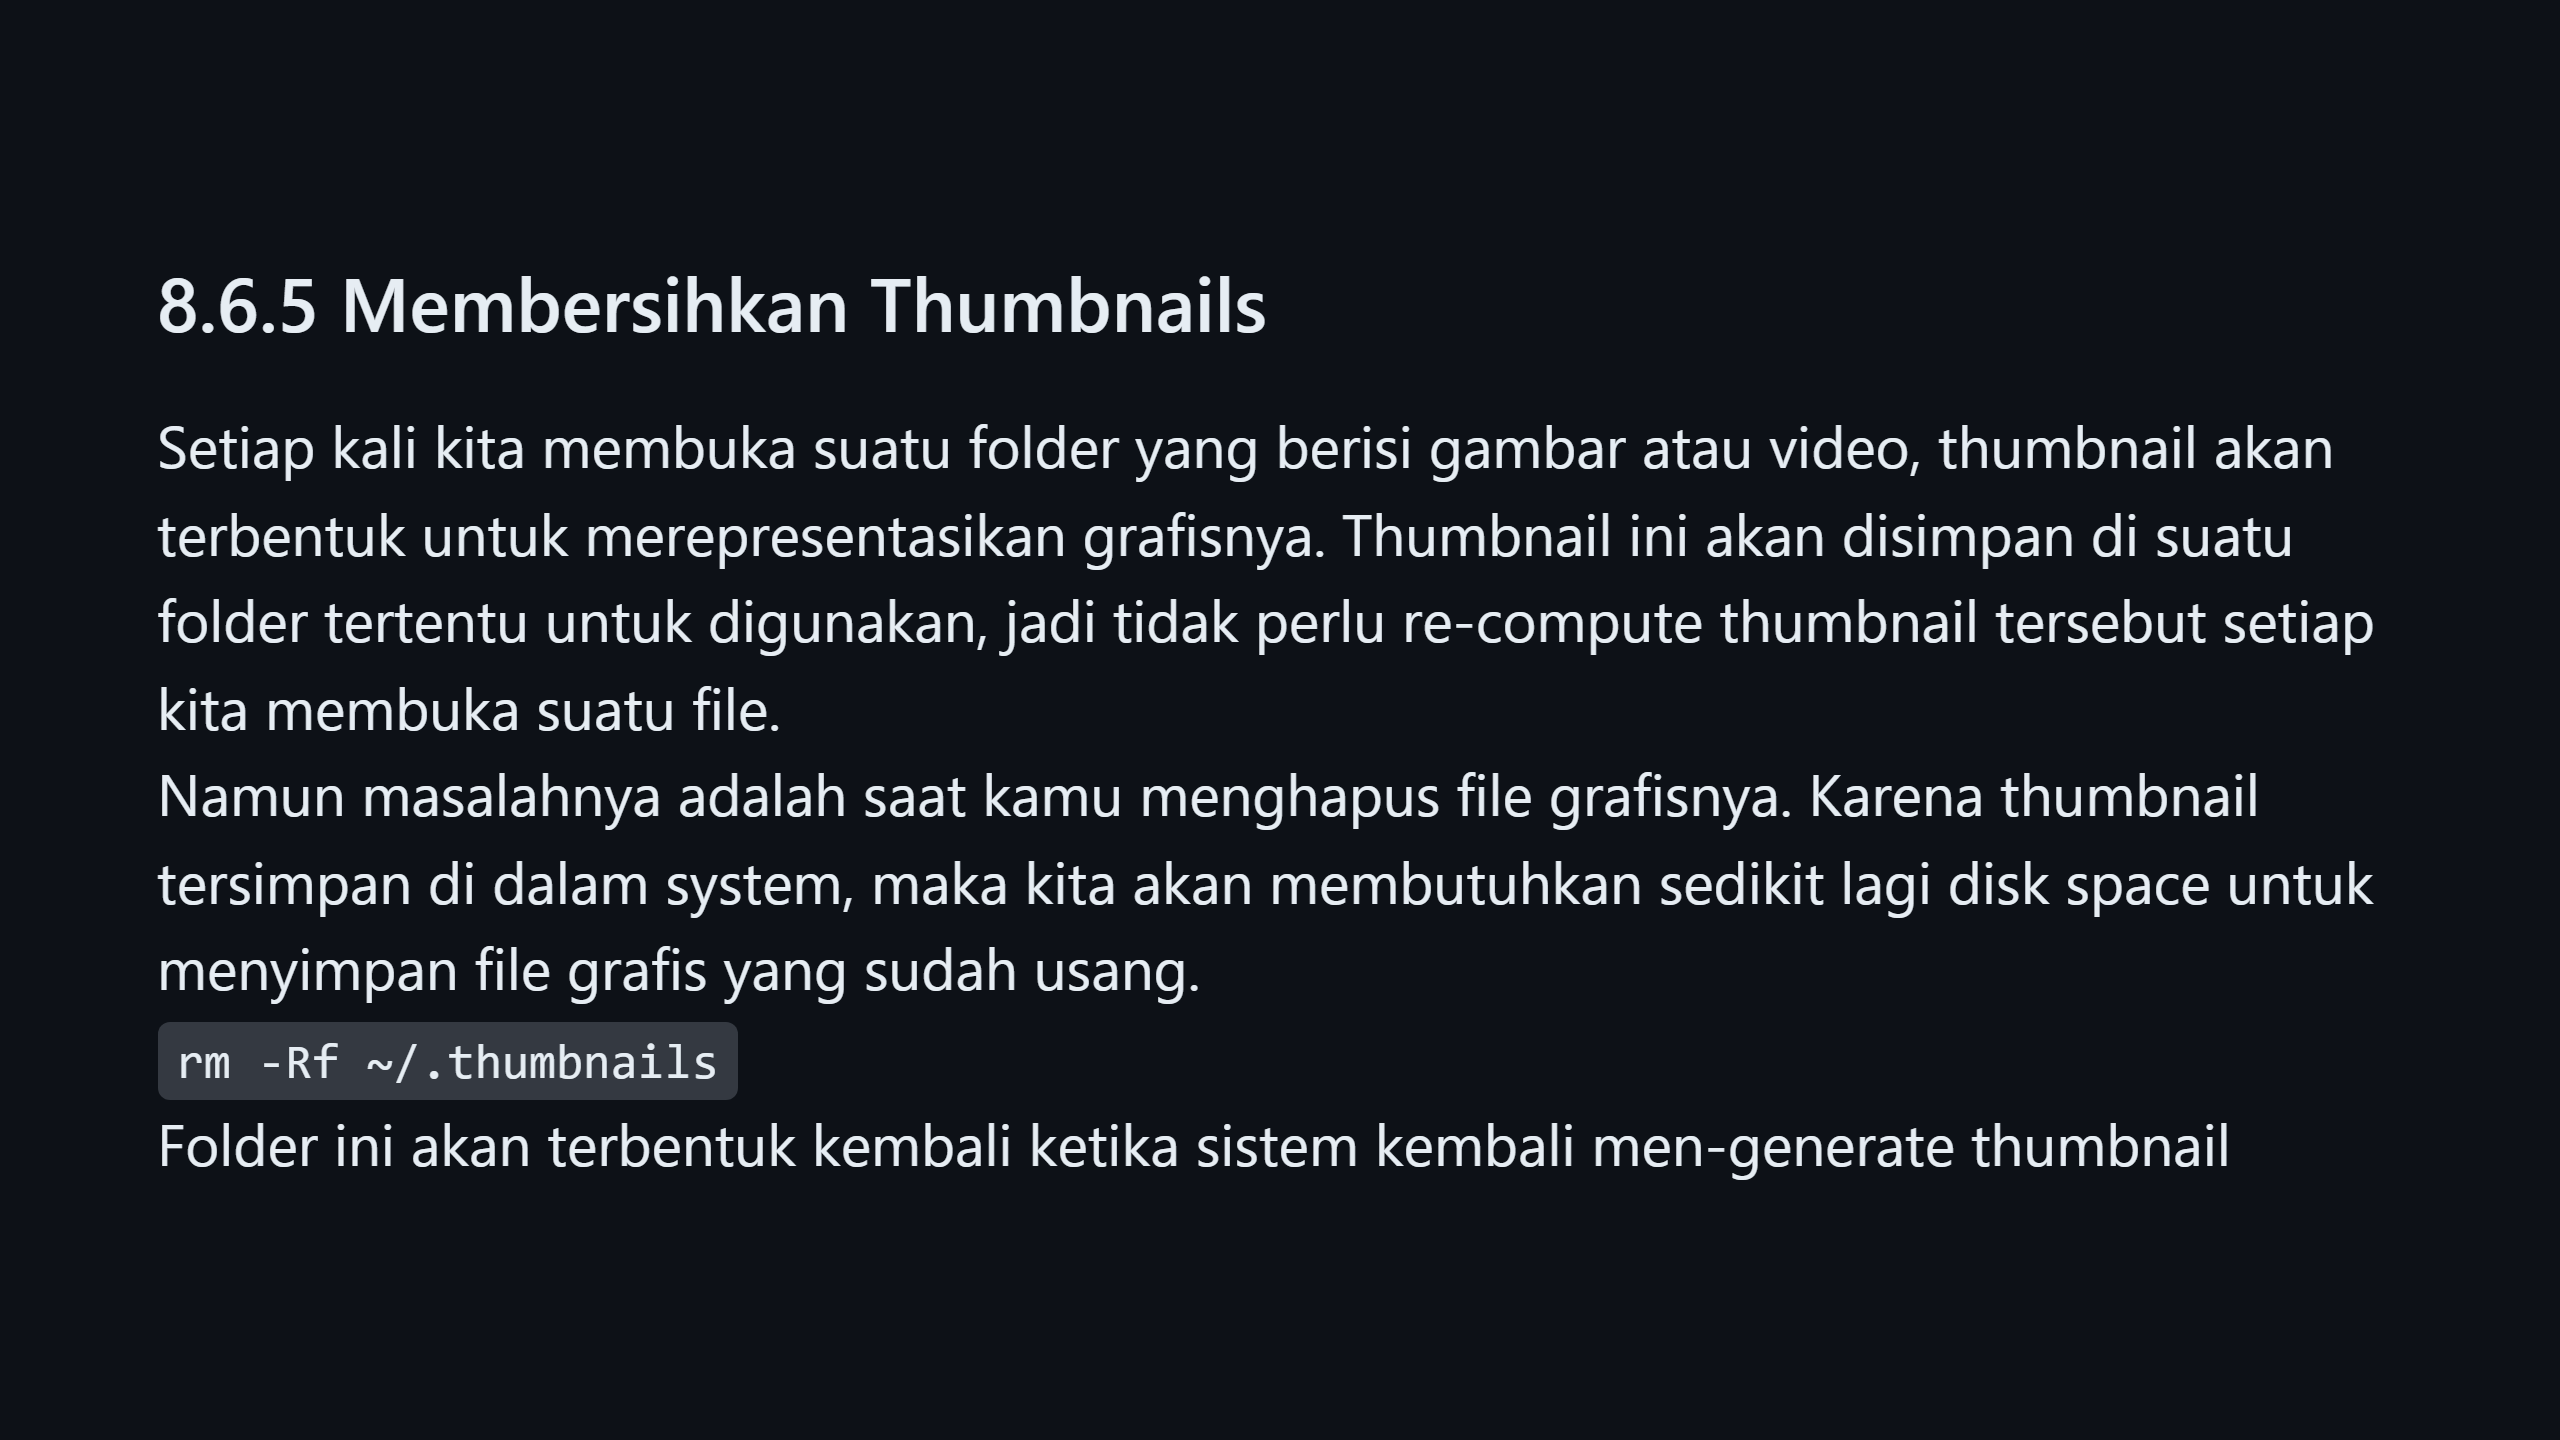 8.6.5 Membersihkan Thumbnails
Setiap kali kita membuka suatu folder yang berisi gambar atau video, thumbnail akan
terbentuk untuk merepresentasikan grafisnya. Thumbnail ini akan disimpan di suatu
folder tertentu untuk digunakan, jadi tidak perlu re-compute thumbnail tersebut setiap
kita membuka suatu file.
Namun masalahnya adalah saat kamu menghapus file grafisnya. Karena thumbnail
tersimpan di dalam system, maka kita akan membutuhkan sedikit lagi disk space untuk
menyimpan file grafis yang sudah usang.
rm -Rf ~/.thumbnails
Folder ini akan terbentuk kembali ketika sistem kembali men-generate thumbnail